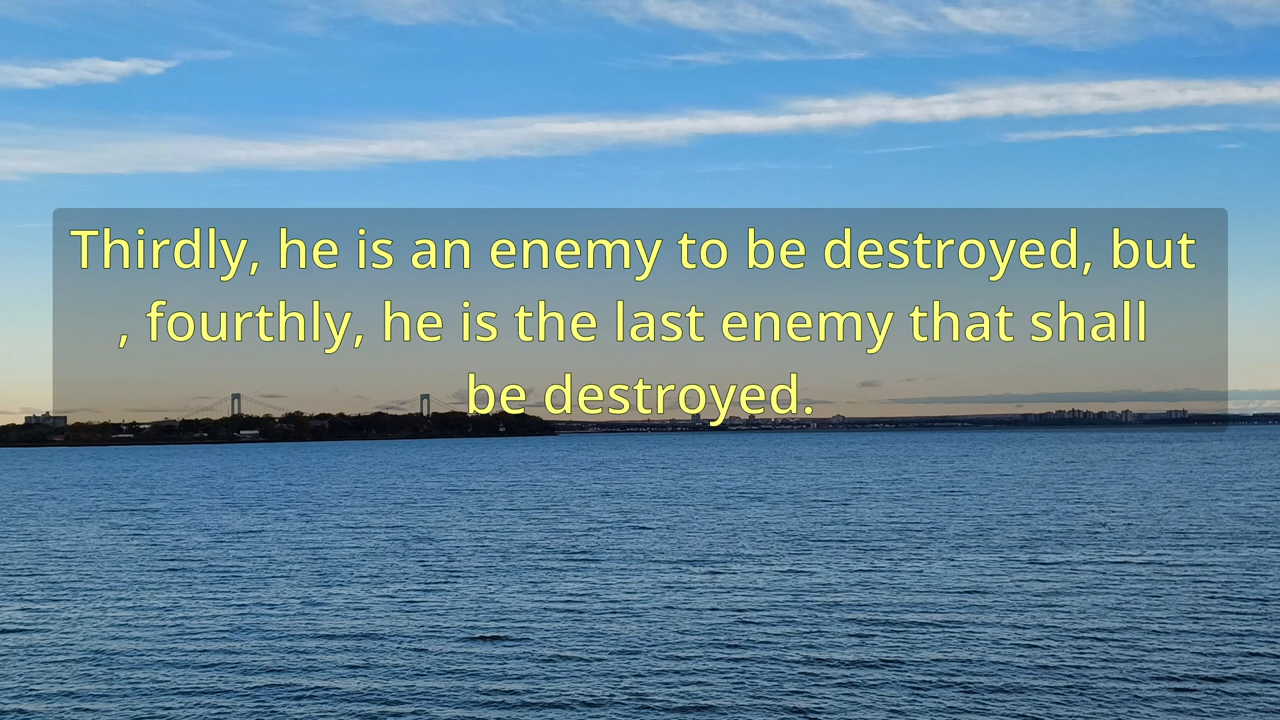 Thirdly, he is an enemy to be destroyed, but
, fourthly, he is the last enemy that shall
be destroyed.